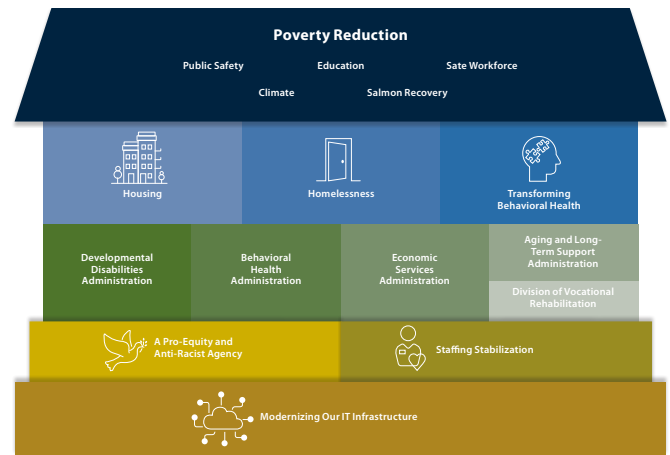 Poverty Reduction
Public Safety
Education
Sate Workforce
Climate
Salmon Recovery
Housing
Homelessness
Transforming
Behavioral Health
Developmental
Disabilities
Administration
Behavioral
Health
Administration
Economic
Services
Administration
Aging and Long-
Term Support
Administration
Division of Vocational
Rehabilitation
A Pro-Equity and
Anti-Racist Agency
Staffing Stabilization
Modernizing Our IT Infrastructure